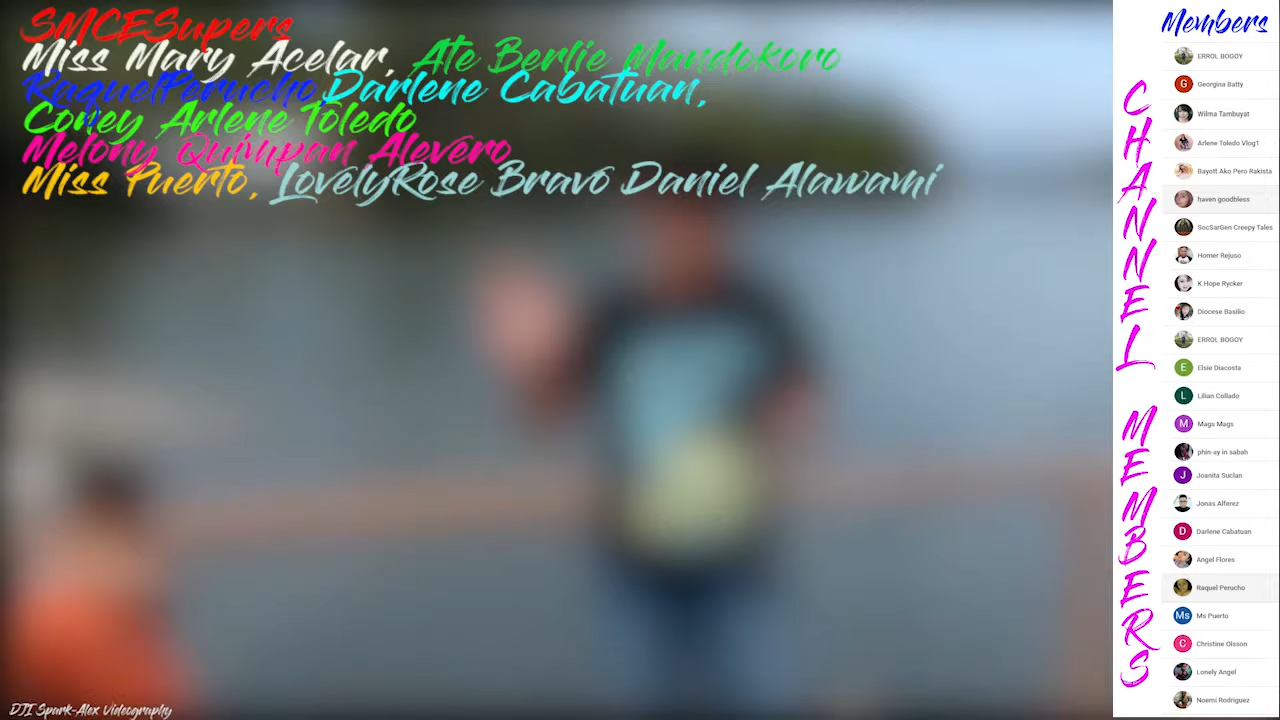 SMCESupers
Miss Mary Acelar, Ate Berlie Mandokoro
RaquelPerucho Darlene Cabatuan,
Coney Arlene Toledo
Melony Quimpan Alevero
Miss Puerto, LovelyRose Bravo Daniel Alawami
DJI Spark-Alex Videography
CHANNEL MEMBERS
Members
ERROL BOGOY
G Georgina Batty
Wilma Tambuyat
Arlene Toledo Vlog1
Bayott Ako Pero Rakista
haven goodbless
SocSarGen Creepy Tales
Homer Rejuso
K Hope Rycker
Diocese Basilio
ERROL BOGOY
E Elsie Diacosta
L Lilian Collado
M Mags Mags
phin-ay in sabah
J Joanita Suclan
Jonas Alferez
D Darlene Cabatuan
Angel Flores
Raquel Perucho
Ms Ms Puerto
C Christine Olsson
Lonely Angel
Noemi Rodriguez